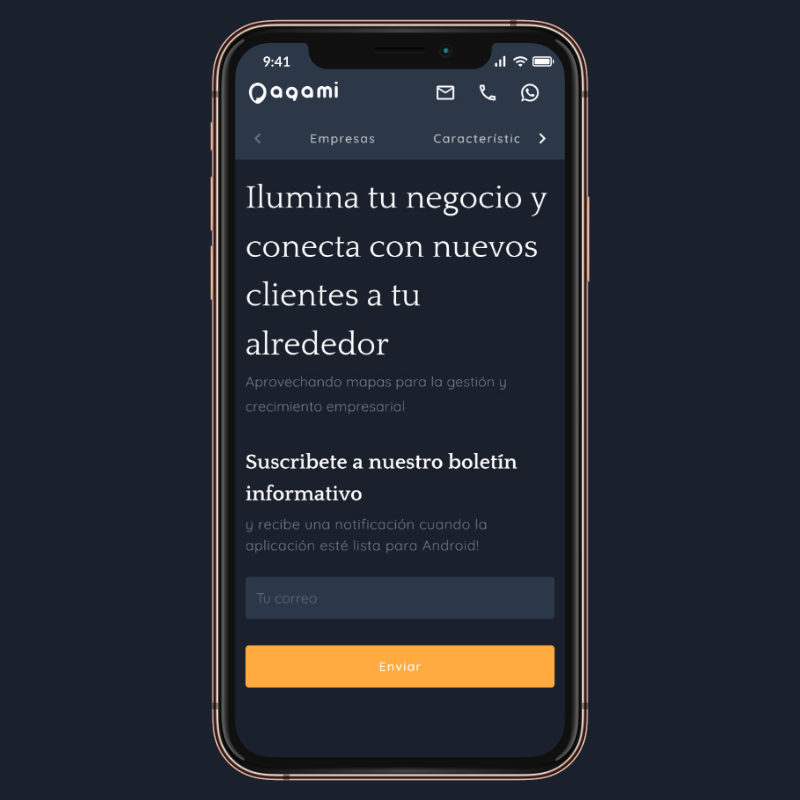 9:41
Qagami
Empresas Característic
Ilumina tu negocio y
conecta con nuevos
clientes a tu
alrededor
Aprovechando mapas para la gestión y
crecimiento empresarial
Suscribete a nuestro boletín
informativo
y recibe una notificación cuando la
aplicación esté lista para Android!
Tu correo
Enviar